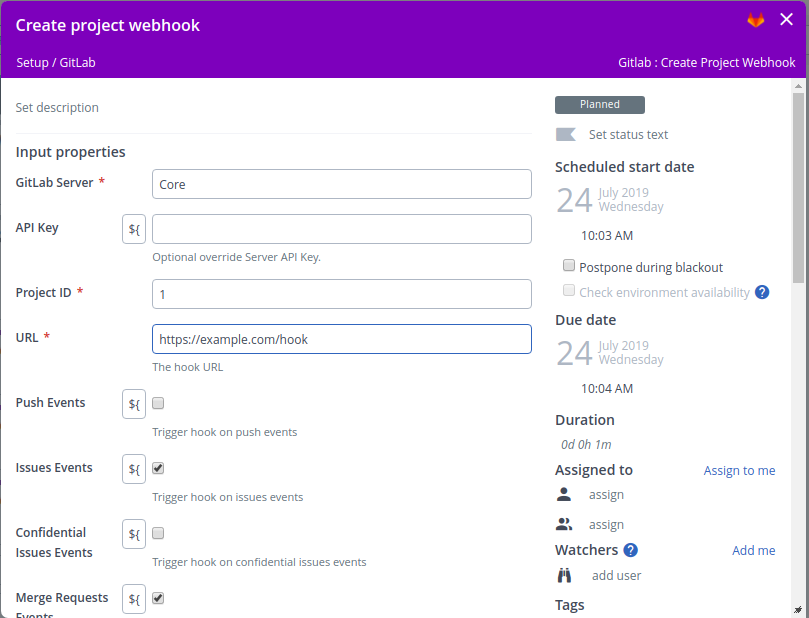 Create project webhook
Setup / GitLab
Gitlab : Create Project Webhook
Set description
Input properties
GitLab Server *
Core
API Key
${
Optional override Server API Key.
Project ID *
1
URL *
https://example.com/hook
The hook URL
Push Events
${
Trigger hook on push events
Issues Events
${
Trigger hook on issues events
Confidential
Issues Events
${
Trigger hook on confidential issues events
Merge Requests
Events
${
Planned
Set status text
Scheduled start date
24
July 2019
Wednesday
10:03 AM
Postpone during blackout
Check environment availability ?
Due date
24
July 2019
Wednesday
10:04 AM
Duration
0d 0h 1m
Assigned to
Assign to me
assign
assign
Watchers ?
Add me
add user
Tags